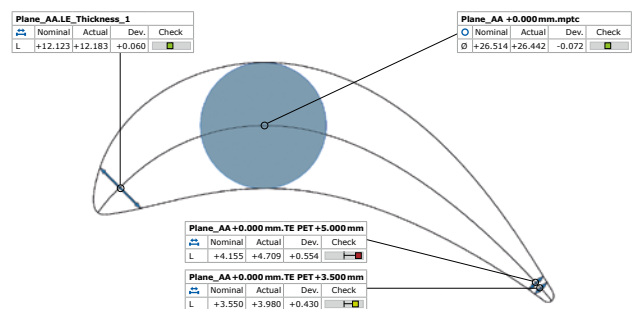 Plane_AA.LE_Thickness_1
Nominal Actual Dev. Check
L +12.123 +12.183 +0.060
Plane_AA +0.000 mm.mptc
Nominal Actual Dev. Check
Ø +26.514 +26.442 -0.072
Plane_AA +0.000 mm.TE PET +5.000 mm
Nominal Actual Dev. Check
L +4.155 +4.709 +0.554
Plane_AA +0.000 mm.TE PET +3.500 mm
Nominal Actual Dev. Check
L +3.550 +3.980 +0.430